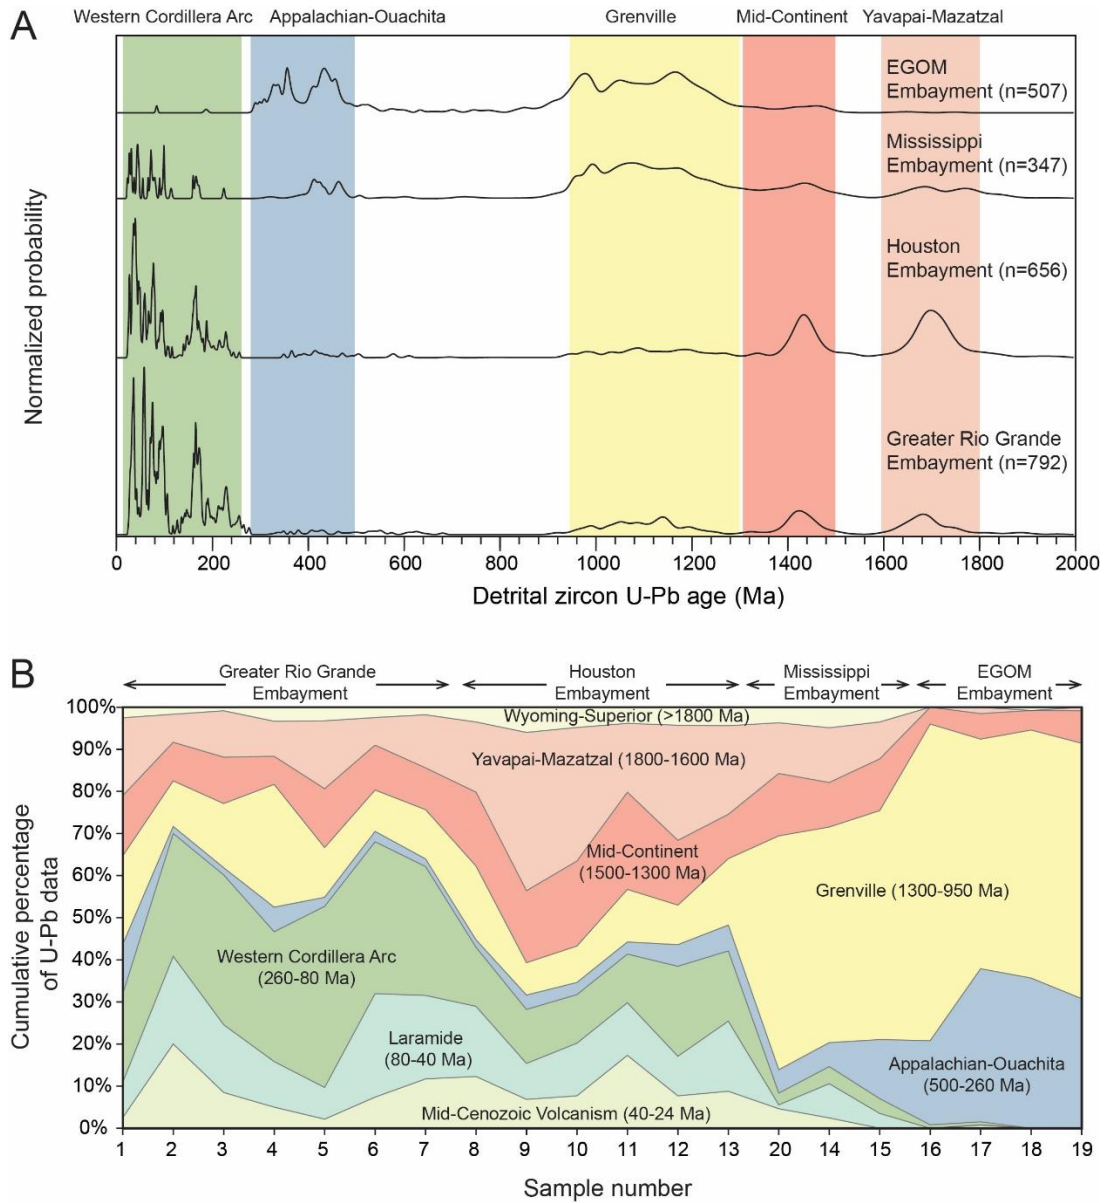 A
Western Cordillera Arc
Appalachian-Ouachita
Grenville
Mid-Continent
Yavapai-Mazatzal
Normalized probability
EGOM
Embayment (n=507)
Mississippi
Embayment (n=347)
Houston
Embayment (n=656)
Greater Rio Grande
Embayment (n=792)
0 200 400 600 800 1000 1200 1400 1600 1800 2000
Detrital zircon U-Pb age (Ma)
B
Greater Rio Grande
Embayment
Houston
Embayment
Mississippi
Embayment
EGOM
Embayment
Cumulative percentage
of U-Pb data
100%
90%
80%
70%
60%
50%
40%
30%
20%
10%
0%
Wyoming-Superior (>1800 Ma)
Yavapai-Mazatzal (1800-1600 Ma)
Mid-Continent
(1500-1300 Ma)
Grenville (1300-950 Ma)
Western Cordillera Arc
(260-80 Ma)
Laramide
(80-40 Ma)
Appalachian-Ouachita
(500-260 Ma)
Mid-Cenozoic Volcanism (40-24 Ma)
1 2 3 4 5 6 7 8 9 10 11 12 13 20 14 15 16 17 18 19
Sample number